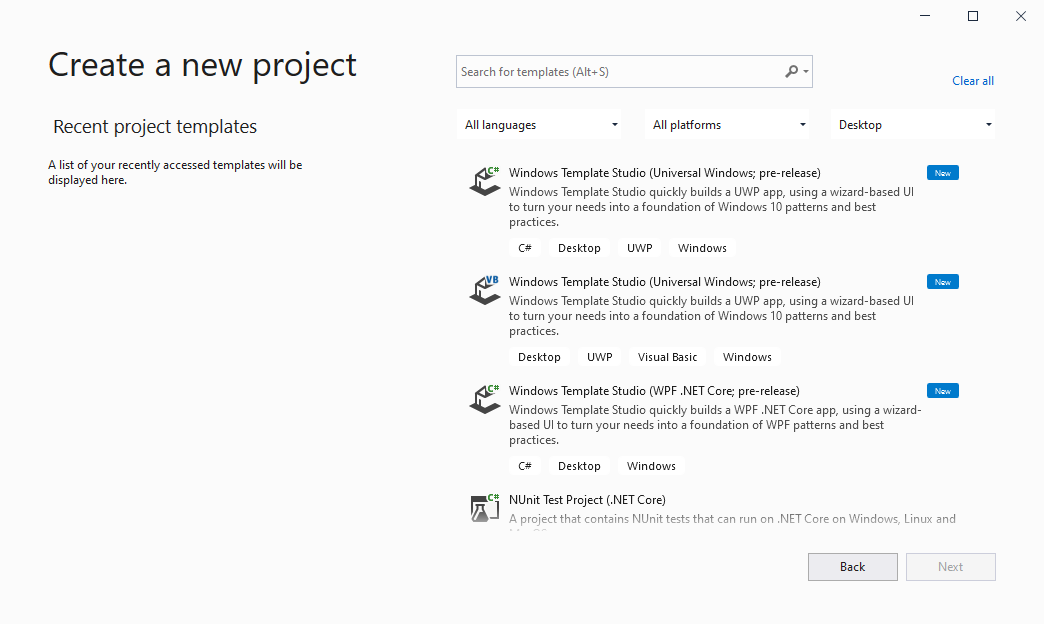 Create a new project
Search for templates (Alt+S)
Clear all
Recent project templates
A list of your recently accessed templates will be
displayed here.
All languages
All platforms
Desktop
C#
Windows Template Studio (Universal Windows; pre-release)
New
Windows Template Studio quickly builds a UWP app, using a wizard-based UI
to turn your needs into a foundation of Windows 10 patterns and best
practices.
C# Desktop UWP Windows
VB
Windows Template Studio (Universal Windows; pre-release)
New
Windows Template Studio quickly builds a UWP app, using a wizard-based UI
to turn your needs into a foundation of Windows 10 patterns and best
practices.
Desktop UWP Visual Basic Windows
C#
Windows Template Studio (WPF .NET Core; pre-release)
New
Windows Template Studio quickly builds a WPF .NET Core app, using a wizard-
based UI to turn your needs into a foundation of WPF patterns and best
practices.
C# Desktop Windows
C#
NUnit Test Project (.NET Core)
A project that contains NUnit tests that can run on .NET Core on Windows, Linux and
Back
Next